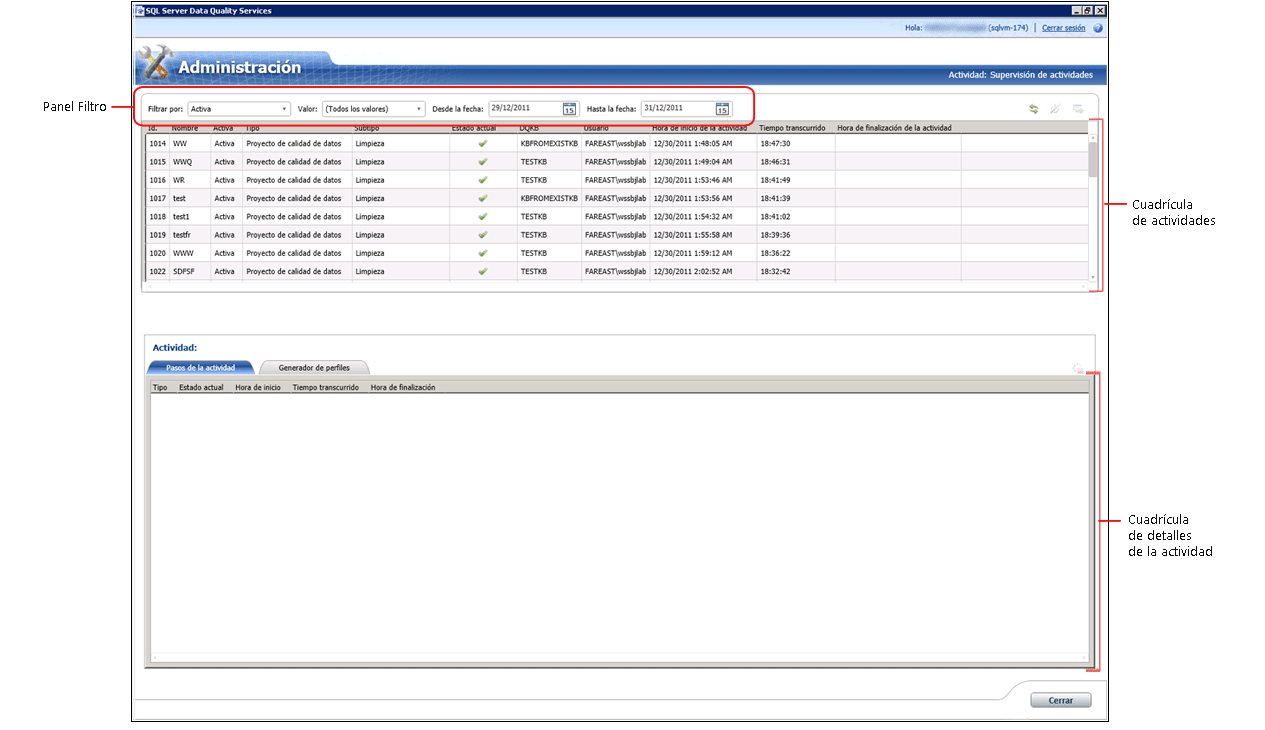 SQL Server Data Quality Services
Hola: (sqlvm-174) | Cerrar sesión
Administración
Actividad: Supervisión de actividades
Panel Filtro
Filtrar por: Activa Valor: (Todos los valores) Desde la fecha: 29/12/2011 15 Hasta la fecha: 31/12/2011 15
Id. Nombre Activa Tipo Subtipo Estado actual DQKB Usuario Hora de inicio de la actividad Tiempo transcurrido Hora de finalización de la actividad
1014 WW Activa Proyecto de calidad de datos Limpieza KBFROMEXISTKB FAREAST\wssbjlab 12/30/2011 1:48:05 AM 18:47:30
1015 WWQ Activa Proyecto de calidad de datos Limpieza TESTKB FAREAST\wssbjlab 12/30/2011 1:49:04 AM 18:46:31
1016 WR Activa Proyecto de calidad de datos Limpieza TESTKB FAREAST\wssbjlab 12/30/2011 1:53:46 AM 18:41:49
1017 test Activa Proyecto de calidad de datos Limpieza KBFROMEXISTKB FAREAST\wssbjlab 12/30/2011 1:53:56 AM 18:41:39
1018 test1 Activa Proyecto de calidad de datos Limpieza TESTKB FAREAST\wssbjlab 12/30/2011 1:54:32 AM 18:41:02
1019 testfr Activa Proyecto de calidad de datos Limpieza TESTKB FAREAST\wssbjlab 12/30/2011 1:55:58 AM 18:39:36
1020 WWW Activa Proyecto de calidad de datos Limpieza TESTKB FAREAST\wssbjlab 12/30/2011 1:59:12 AM 18:36:22
1022 SDFSF Activa Proyecto de calidad de datos Limpieza TESTKB FAREAST\wssbjlab 12/30/2011 2:02:52 AM 18:32:42
Cuadrícula
de actividades
Actividad:
Pasos de la actividad Generador de perfiles
Tipo Estado actual Hora de inicio Tiempo transcurrido Hora de finalización
Cuadrícula
de detalles
de la actividad
Cerrar